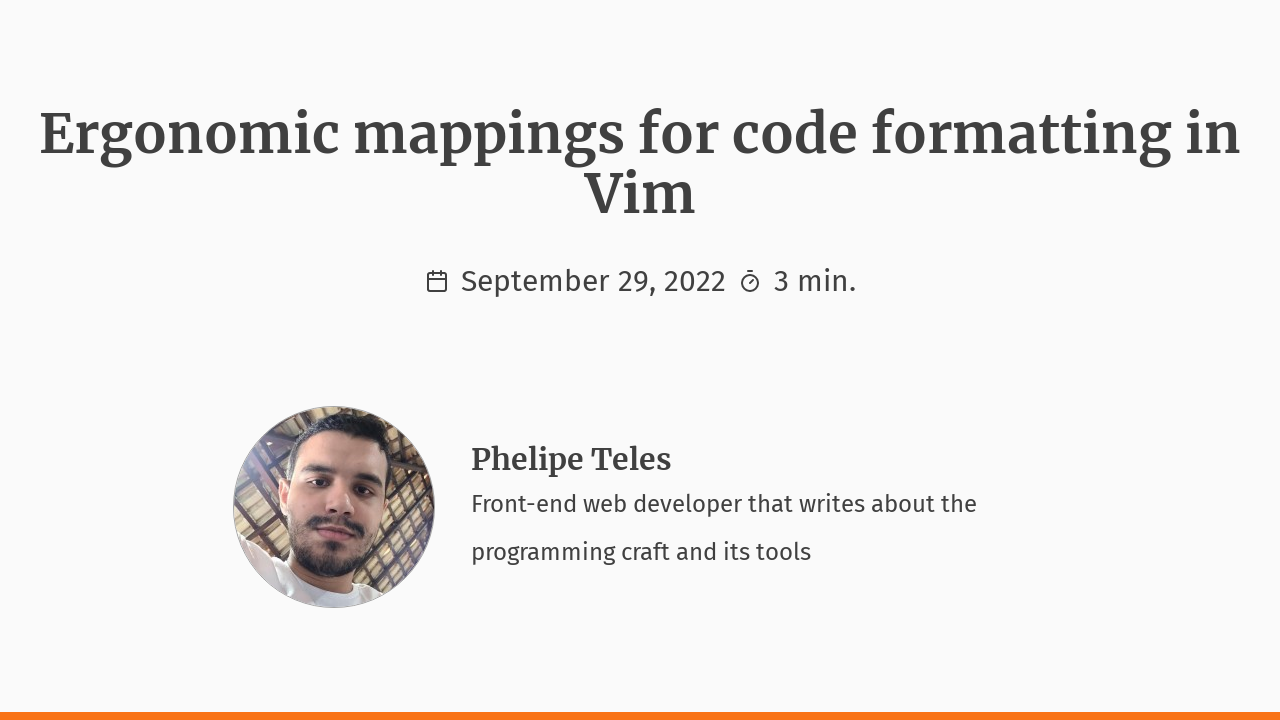 Ergonomic mappings for code formatting in
Vim
September 29, 2022 3 min.
Phelipe Teles
Front-end web developer that writes about the
programming craft and its tools